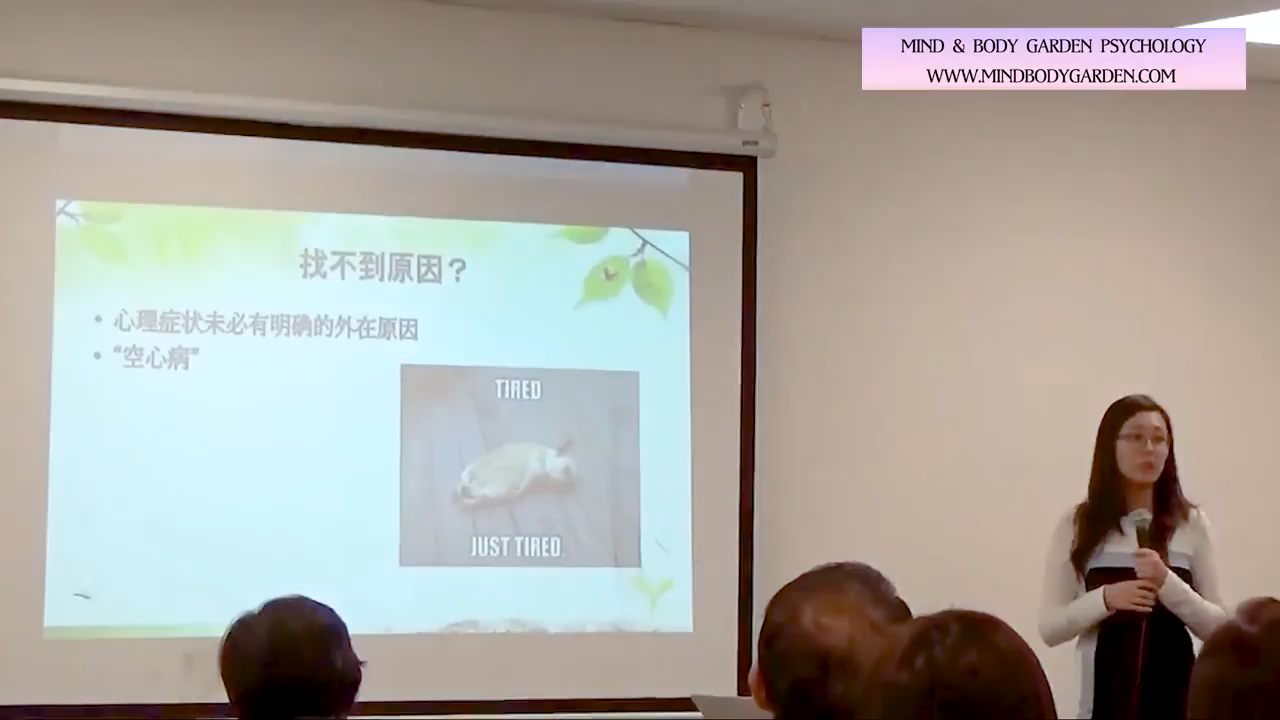 MIND & BODY GARDEN PSYCHOLOGY
WWW.MINDBODYGARDEN.COM
找不到原因？
• 心理症状未必有明确的外在原因
• “空心病”
TIRED
JUST TIRED